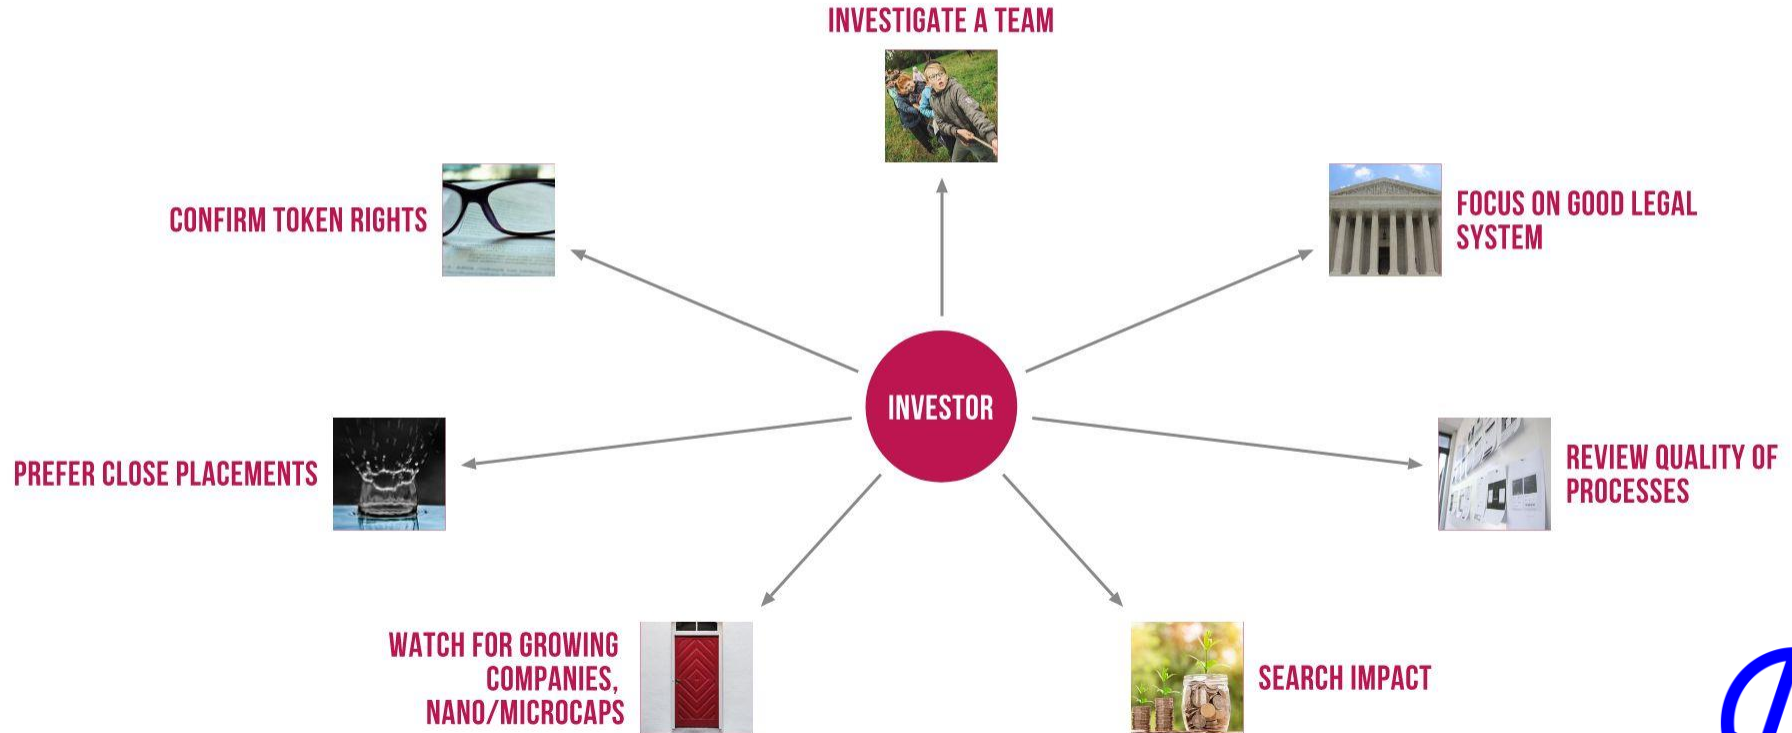 INVESTIGATE A TEAM
CONFIRM TOKEN RIGHTS
FOCUS ON GOOD LEGAL
SYSTEM
INVESTOR
PREFER CLOSE PLACEMENTS
REVIEW QUALITY OF
PROCESSES
WATCH FOR GROWING
COMPANIES,
NANO/MICROCAPS
SEARCH IMPACT